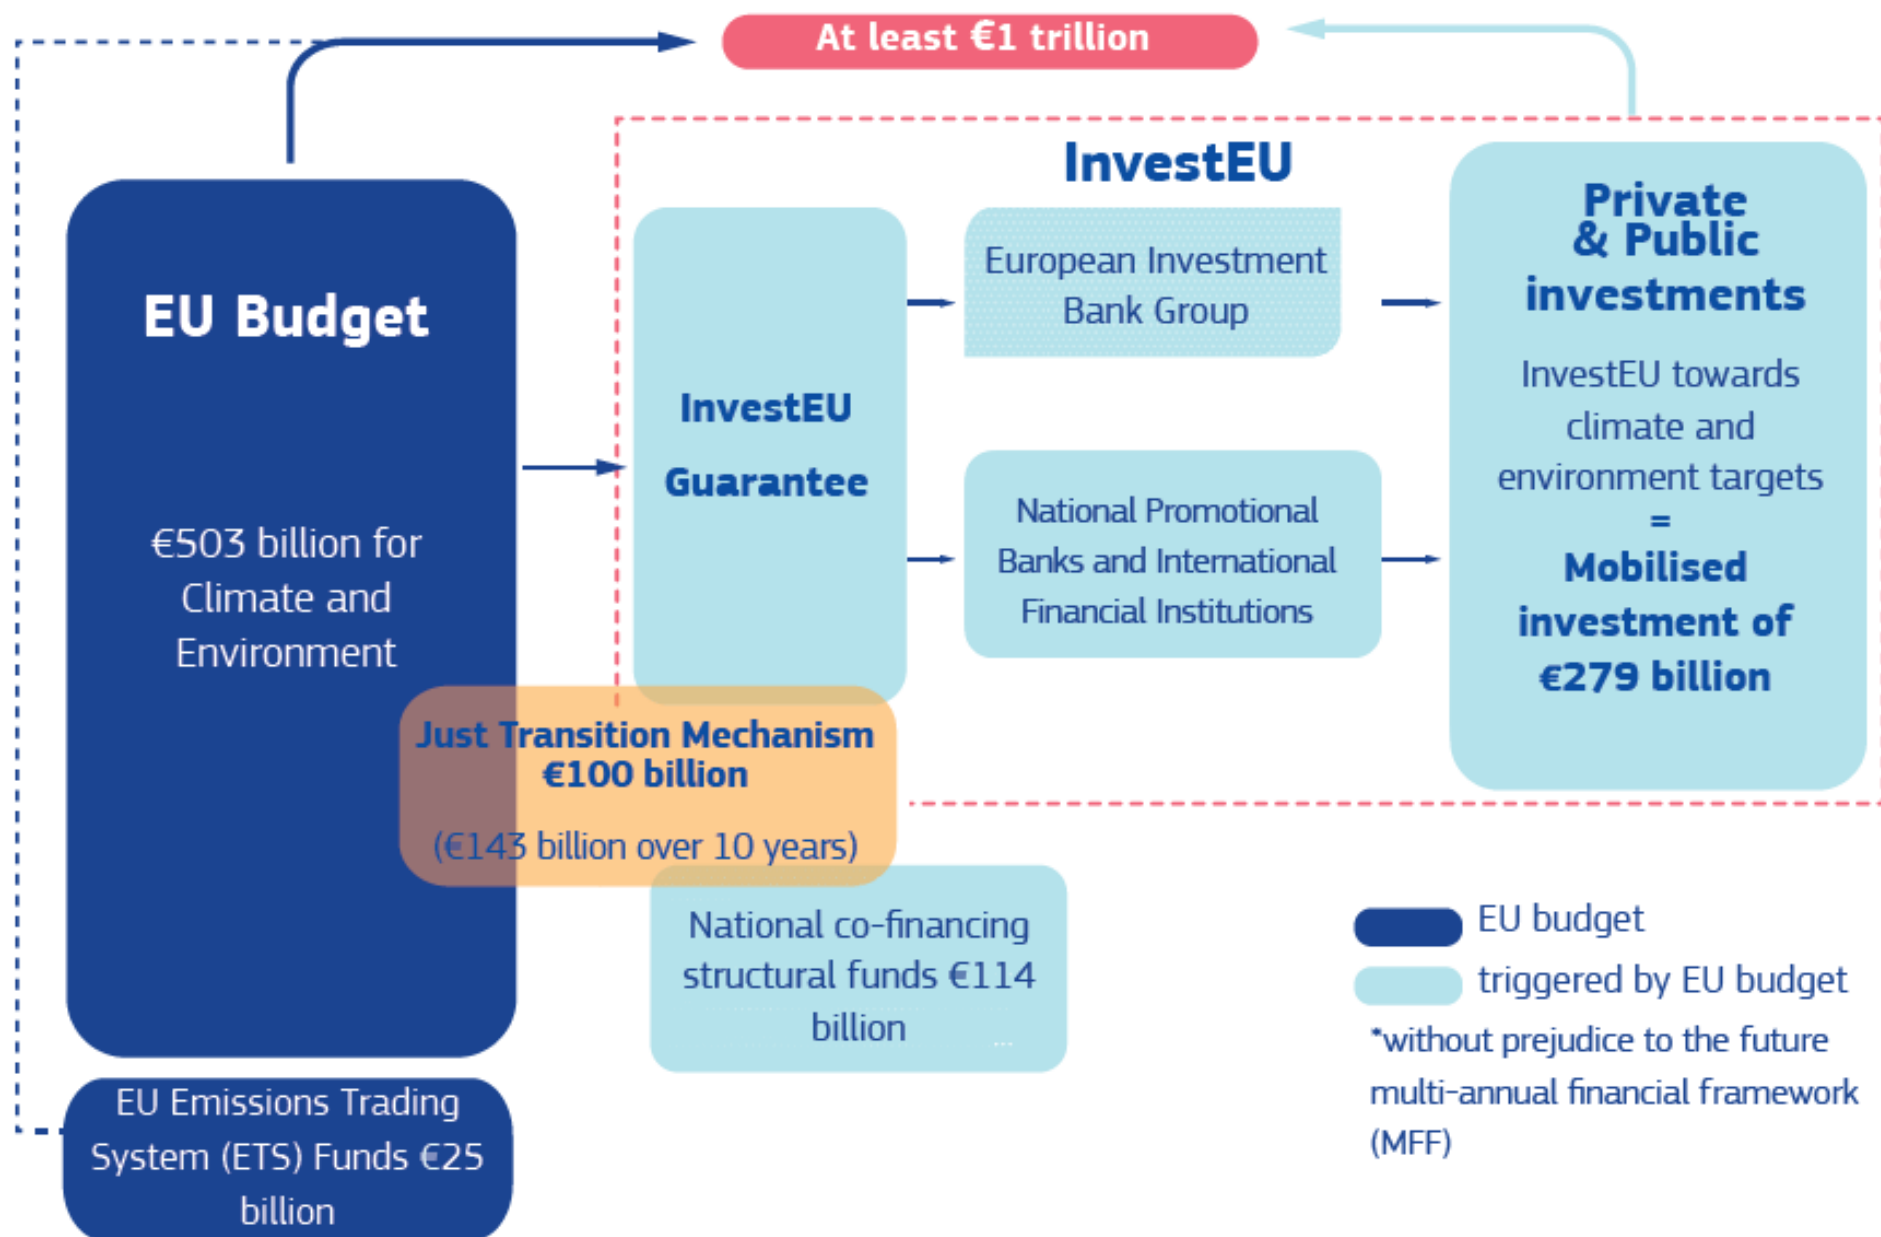 At least €1 trillion
EU Budget
€503 billion for
Climate and
Environment
InvestEU
InvestEU
Guarantee
European Investment
Bank Group
National Promotional
Banks and International
Financial Institutions
Private
& Public
investments
InvestEU towards
climate and
environment targets
=
Mobilised
investment of
€279 billion
Just Transition Mechanism
€100 billion
(€143 billion over 10 years)
National co-financing
structural funds €114
billion
...
EU Emissions Trading
System (ETS) Funds €25
billion
EU budget
triggered by EU budget
*without prejudice to the future
multi-annual financial framework
(MFF)